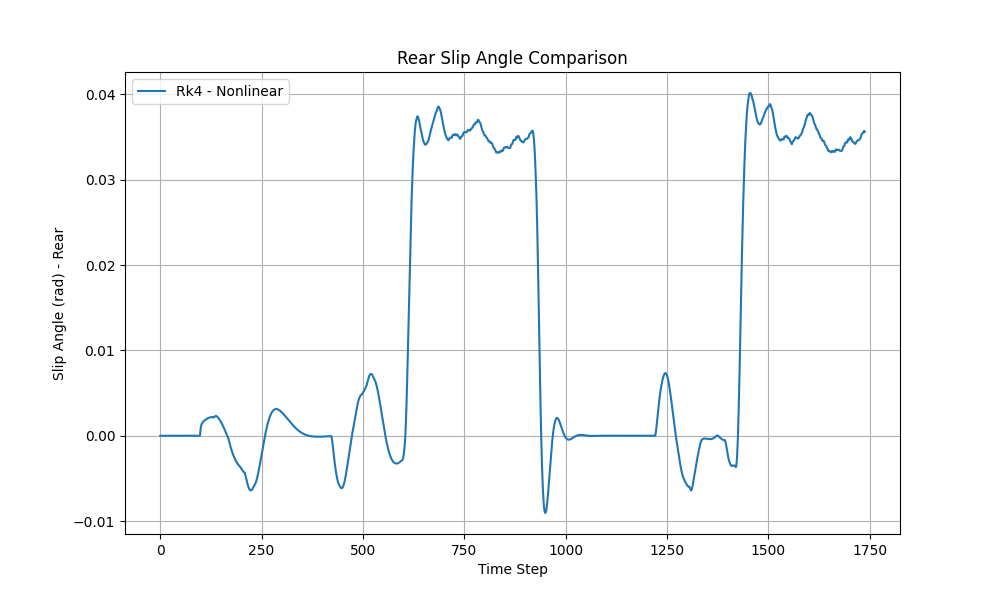 Rear Slip Angle Comparison
Rk4 - Nonlinear
Slip Angle (rad) - Rear
0.04
0.03
0.02
0.01
0.00
−0.01
0 250 500 750 1000 1250 1500 1750
Time Step